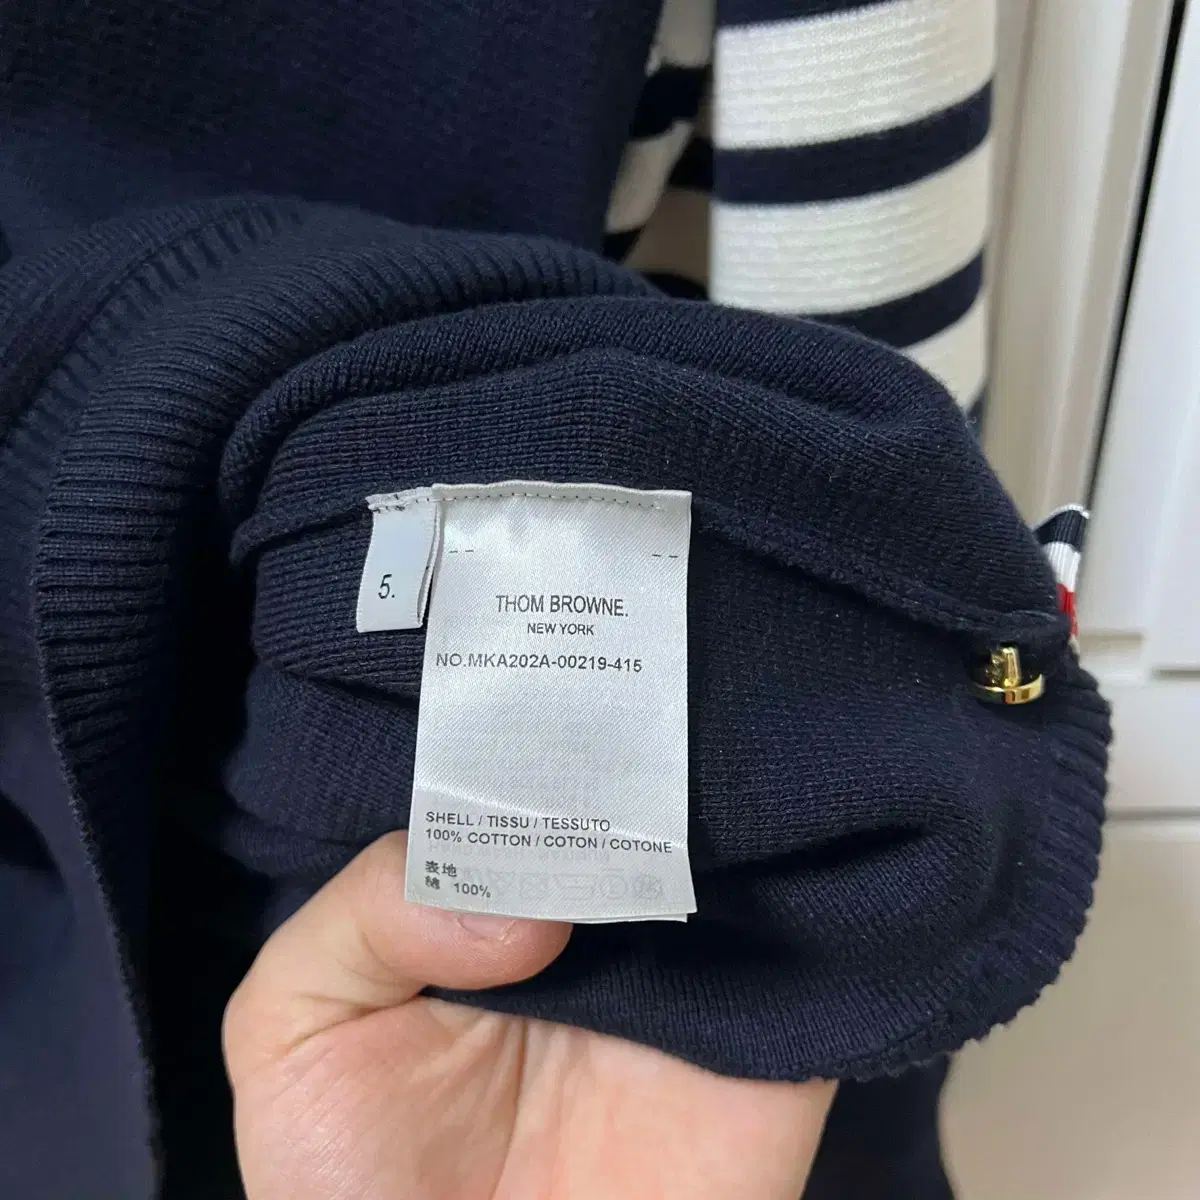 5.
THOM BROWNE.
NEW YORK
NO.MKA202A-00219-415
SHELL / TISSU / TESSUTO
100% COTTON / COTON / COTONE
表地
綿 100%